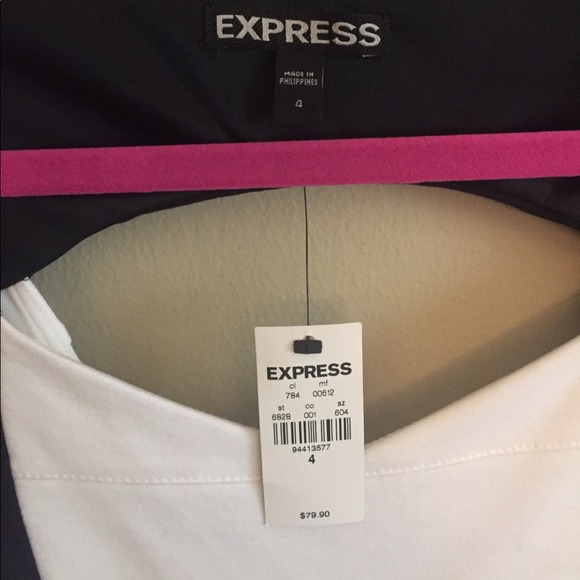 EXPRESS
MADE IN
PHILIPPINES
4
EXPRESS
cl mf
784 00512
st co sz
6828 001 604
94413577
4
$79.90